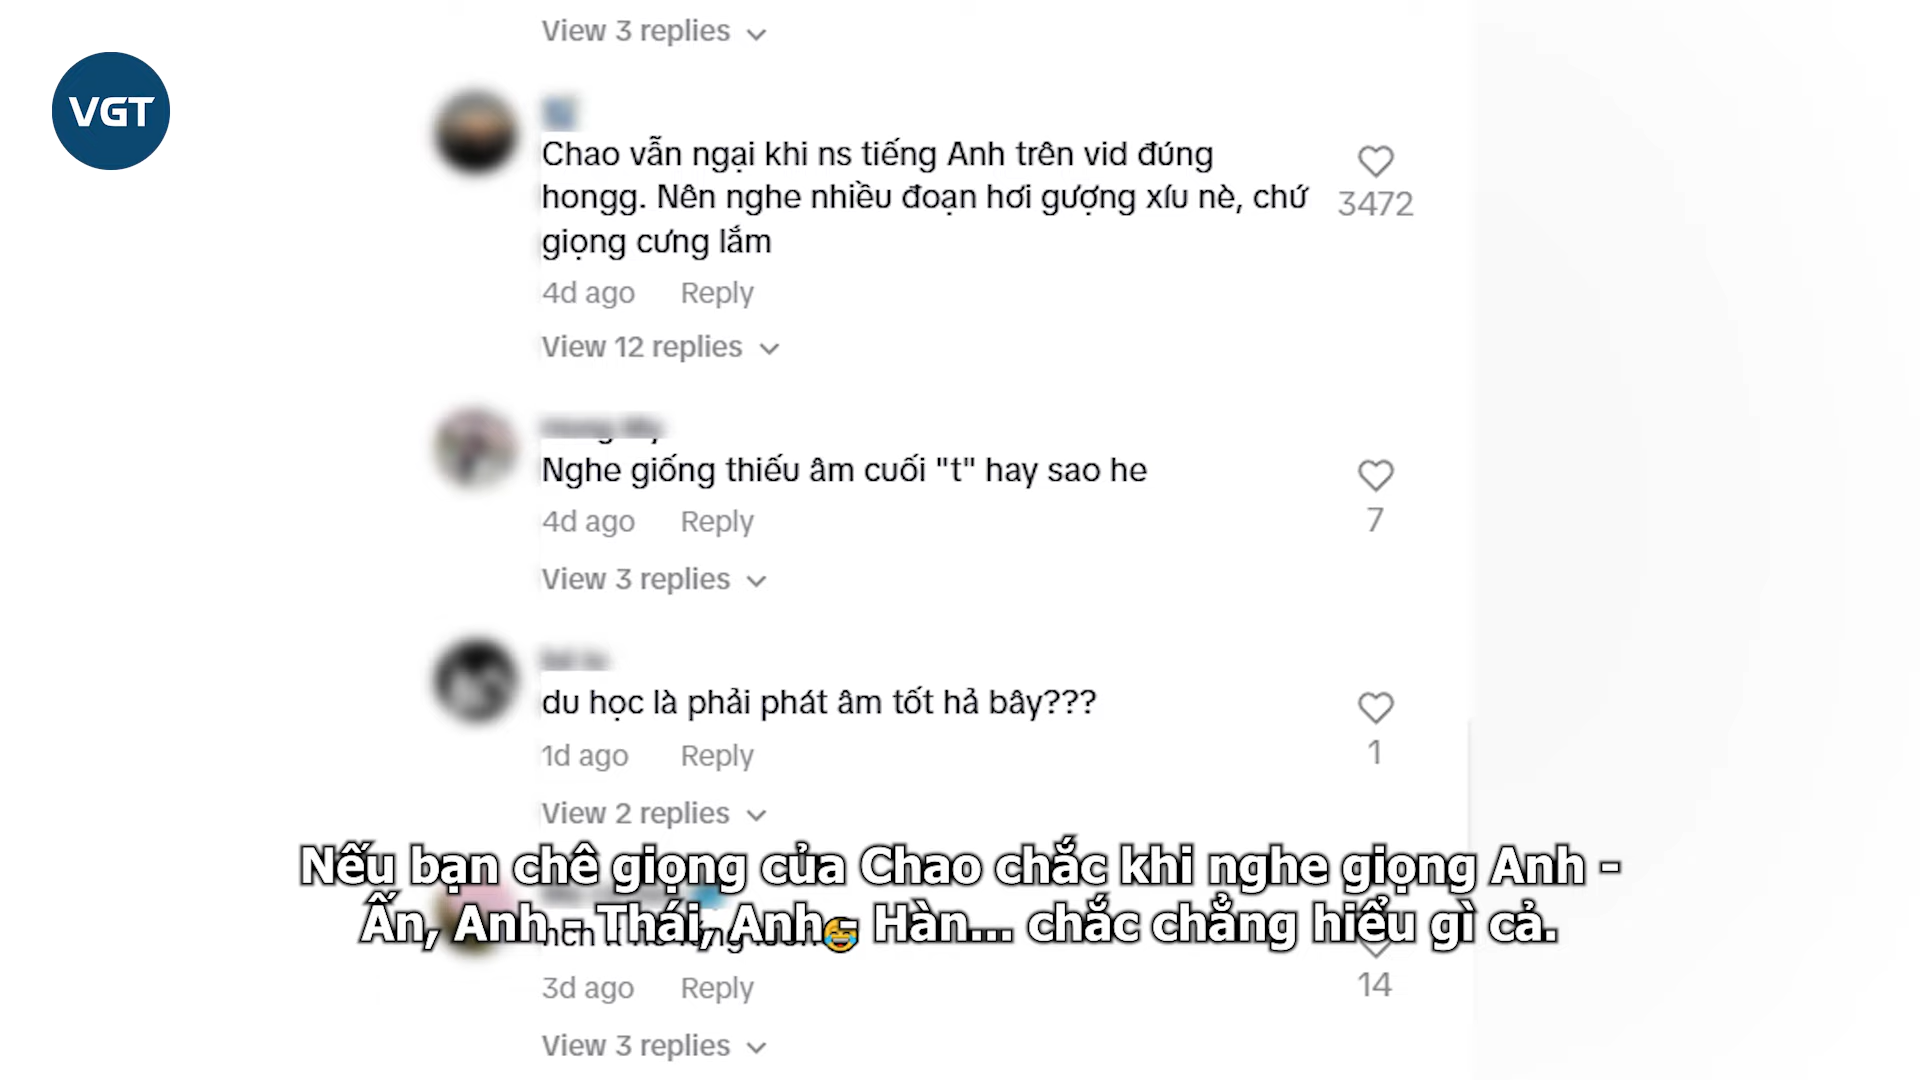 View 3 replies
VGT
Chao vẫn ngại khi ns tiếng Anh trên vid đúng
hongg. Nên nghe nhiều đoạn hơi gượng xíu nè, chứ
giọng cưng lắm
3472
4d ago Reply
View 12 replies
Nghe giống thiếu âm cuối "t" hay sao he
7
4d ago Reply
View 3 replies
du học là phải phát âm tốt hả bây???
1
1d ago Reply
View 2 replies
Nếu bạn chê giọng của Chao chắc khi nghe giọng Anh -
Ấn, Anh - Thái, Anh - Hàn... chắc chẳng hiểu gì cả.
14
3d ago Reply
View 3 replies